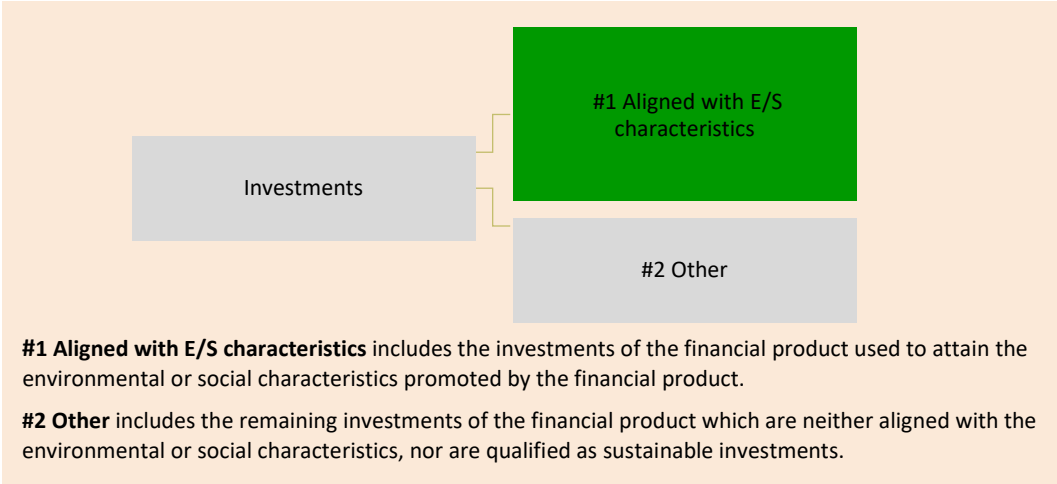 #1 Aligned with E/S
characteristics
Investments
#2 Other
#1 Aligned with E/S characteristics includes the investments of the financial product used to attain the
environmental or social characteristics promoted by the financial product.
#2 Other includes the remaining investments of the financial product which are neither aligned with the
environmental or social characteristics, nor are qualified as sustainable investments.